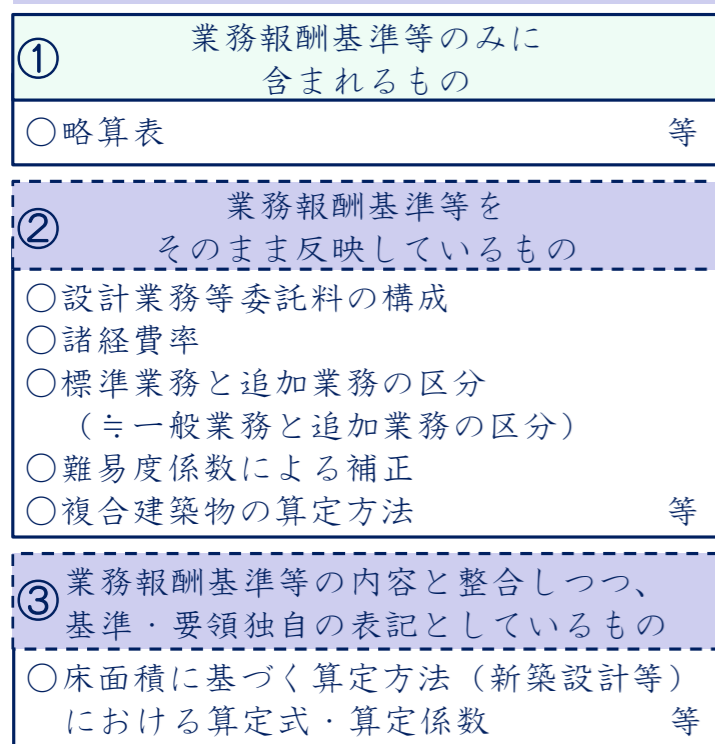 ①
業務報酬基準等のみに
含まれるもの
○略算表 等
②
業務報酬基準等を
そのまま反映しているもの
○設計業務等委託料の構成
○諸経費率
○標準業務と追加業務の区分
（≒一般業務と追加業務の区分）
○難易度係数による補正
○複合建築物の算定方法 等
③
業務報酬基準等の内容と整合しつつ、
基準・要領独自の表記としているもの
○床面積に基づく算定方法（新築設計等）
における算定式・算定係数 等